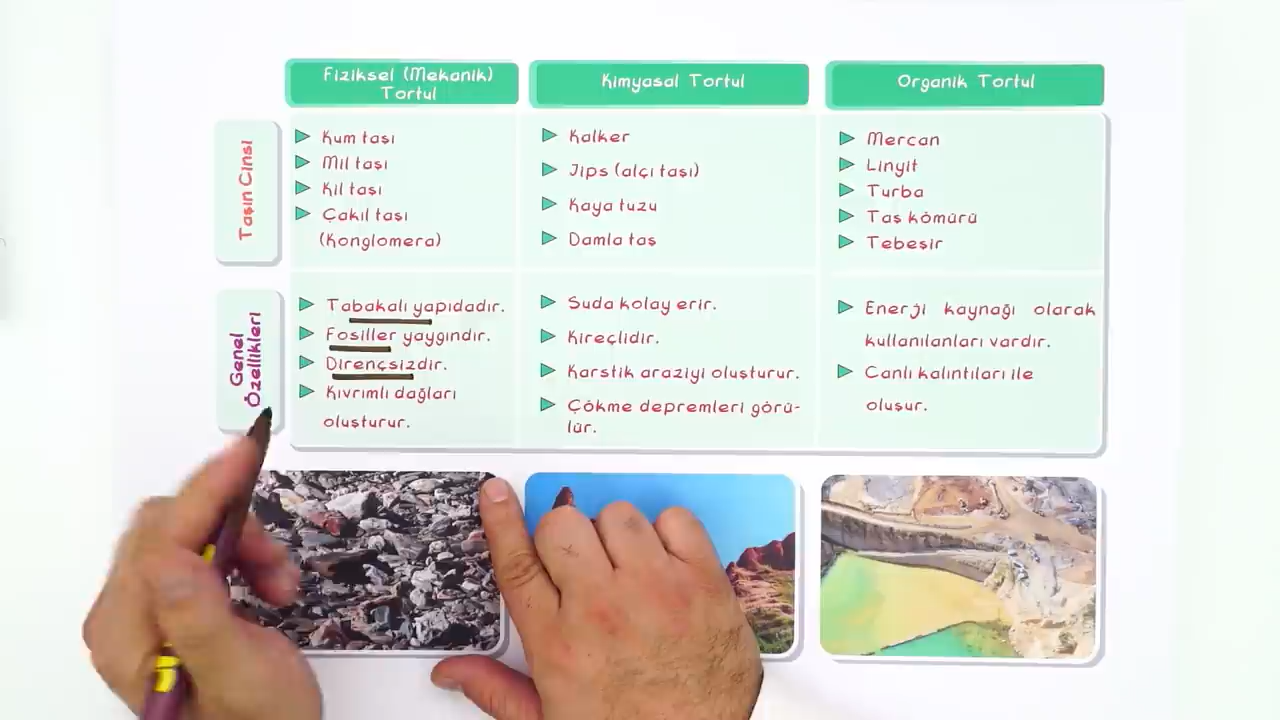 Fiziksel (Mekanik)
Tortul
Kimyasal Tortul
Organik Tortul
Taşın Cinsi
Kum taşı
Mil taşı
Kil taşı
Çakıl taşı
(Konglomera)
Kalker
Jips (alçı taşı)
Kaya tuzu
Damla taş
Mercan
Linyit
Turba
Taş kömürü
Tebeşir
Genel
Özellikleri
Tabakalı yapıdadır.
Fosiller yaygındır.
Dirençsizdir.
Kıvrımlı dağları
oluşturur.
Suda kolay erir.
Kireçlidir.
Karstik araziyi oluşturur.
Çökme depremleri görü-
lür.
Enerji kaynağı olarak
kullanılanları vardır.
Canlı kalıntıları ile
oluşur.